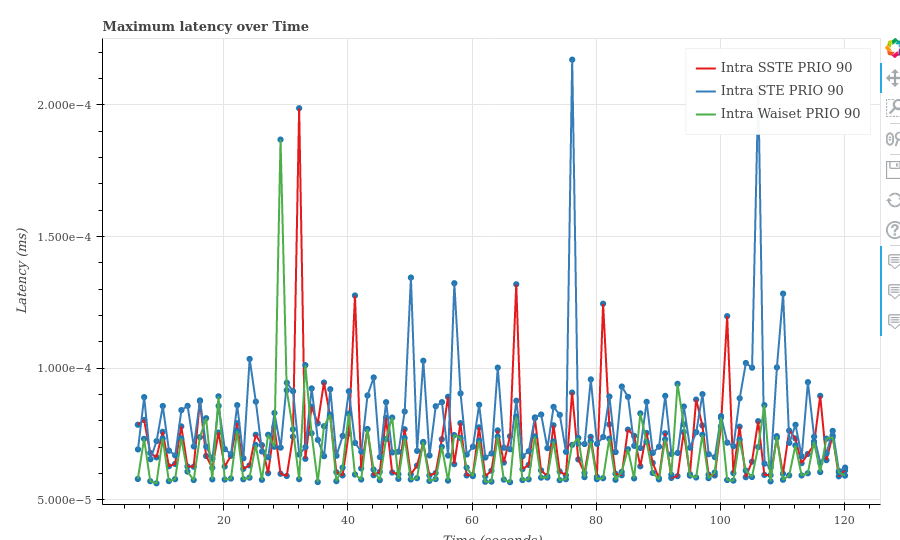 Maximum latency over Time
Intra SSTE PRIO 90
Intra STE PRIO 90
Intra Waiset PRIO 90
Latency (ms)
2.000e−4
1.500e−4
1.000e−4
5.000e−5
20
40
60
80
100
120
Time (seconds)